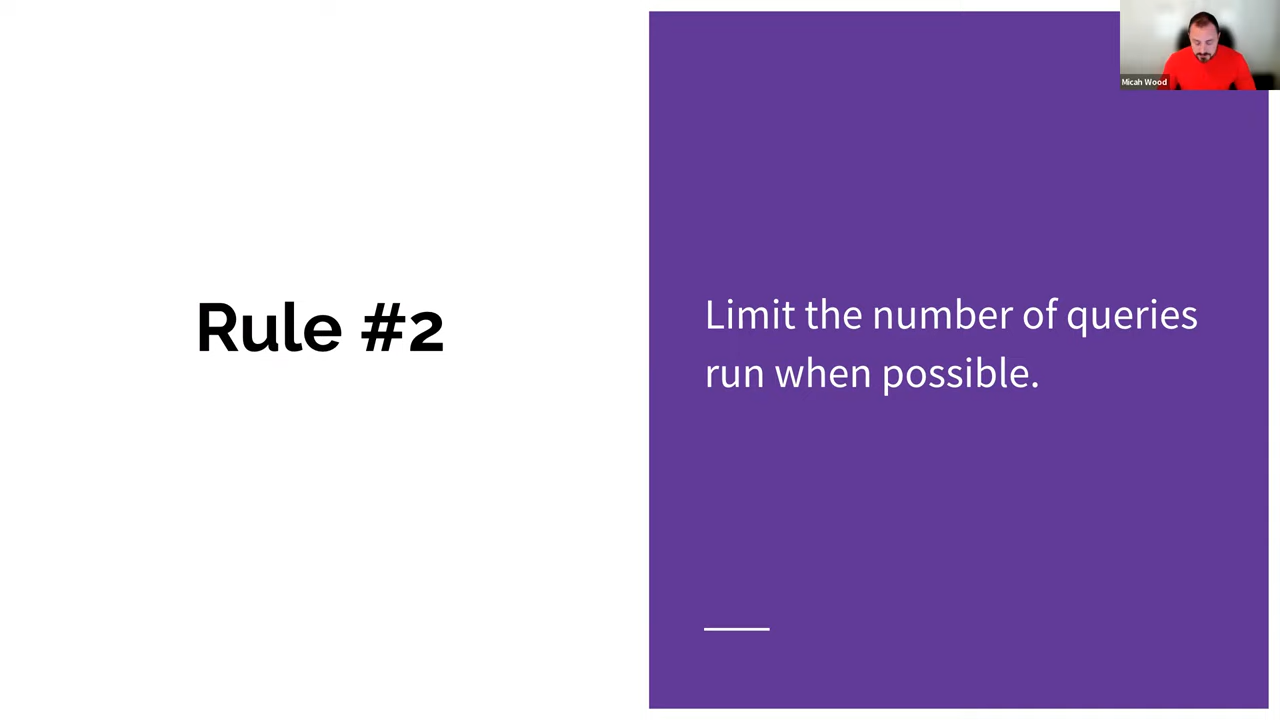 Micah Wood
Rule #2
Limit the number of queries
run when possible.